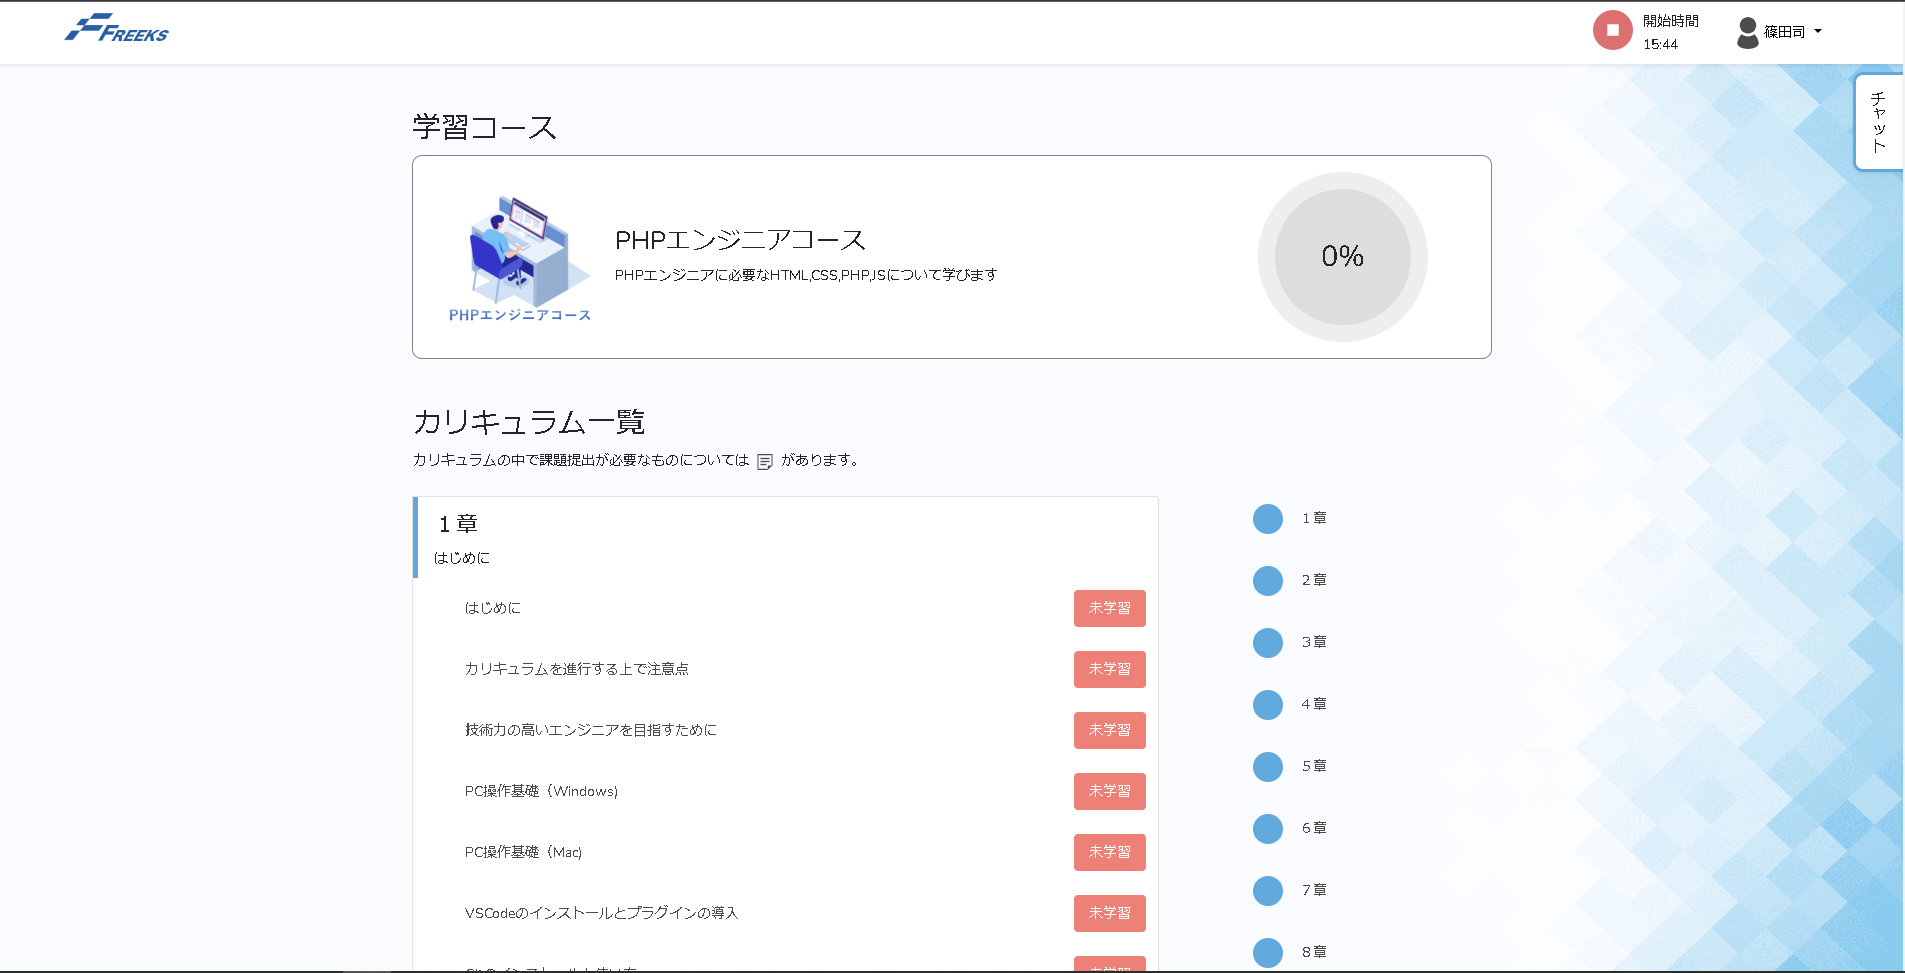 FREEKS
開始時間
15:44
篠田司
チャット
学習コース
PHPエンジニアコース
PHPエンジニアに必要なHTML,CSS,PHP,JSについて学びます
PHPエンジニアコース
0%
カリキュラム一覧
カリキュラムの中で課題提出が必要なものについては があります。
1 章
はじめに
はじめに 未学習
カリキュラムを進行する上で注意点 未学習
技術力の高いエンジニアを目指すために 未学習
PC操作基礎（Windows) 未学習
PC操作基礎（Mac) 未学習
VSCodeのインストールとプラグインの導入 未学習
1 章
2 章
3 章
4 章
5 章
6 章
7 章
8 章